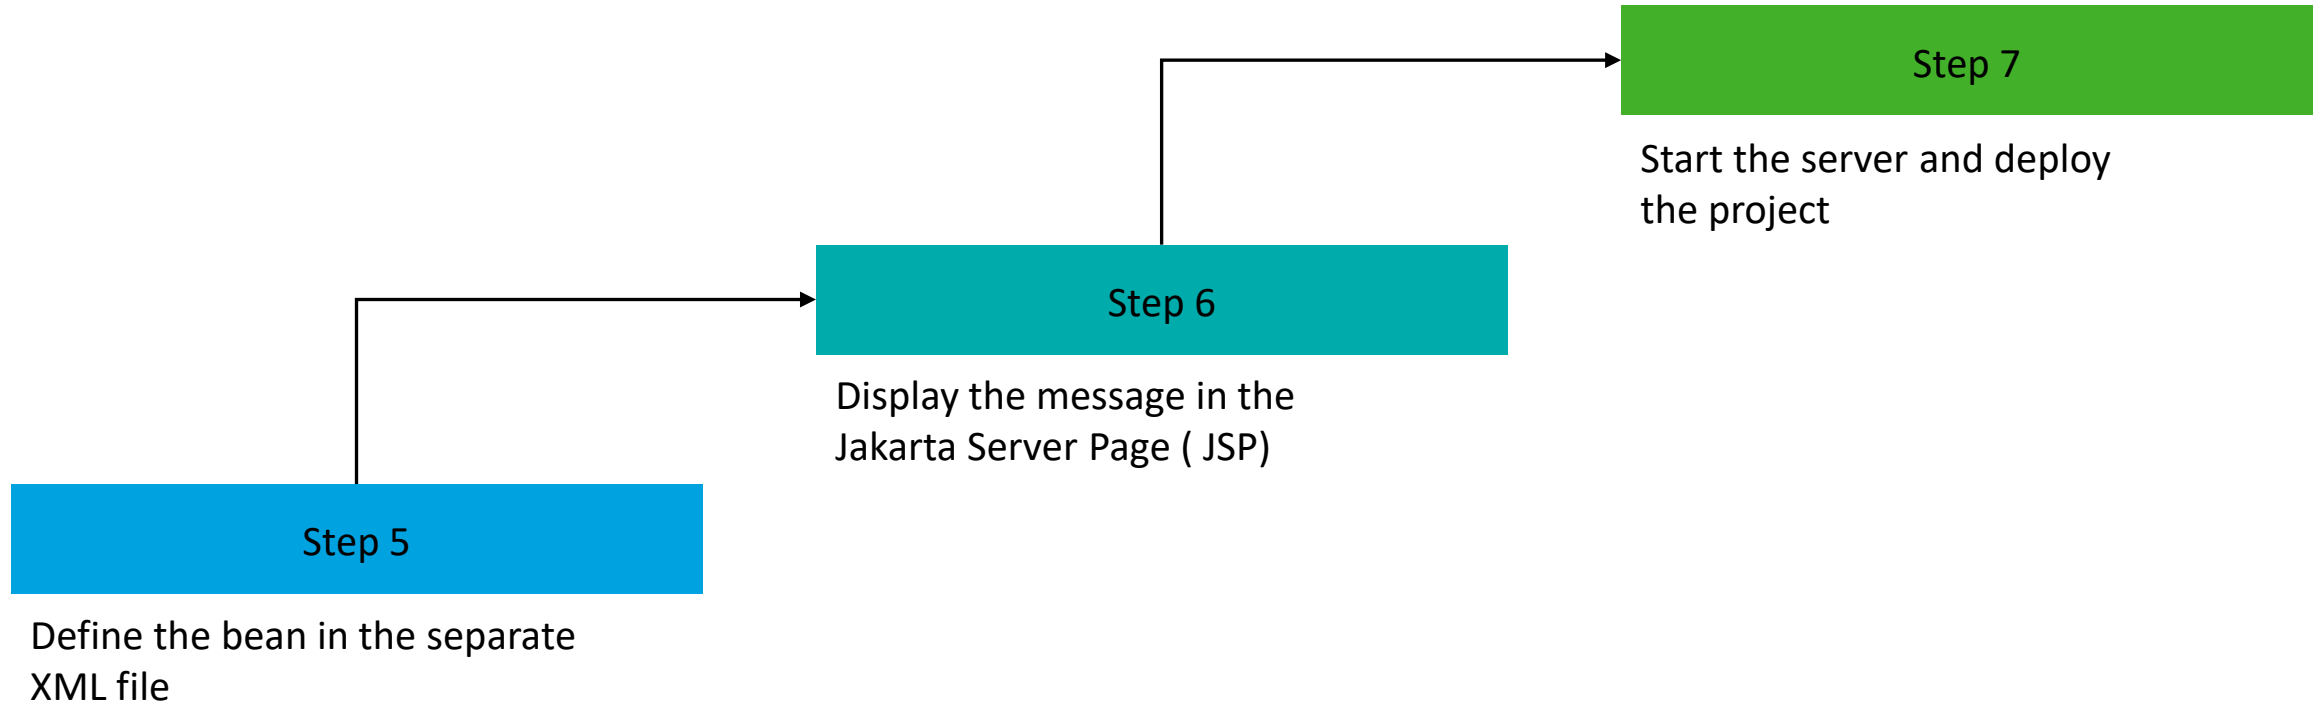 Step 7
Start the server and deploy
the project
Step 6
Display the message in the
Jakarta Server Page ( JSP)
Step 5
Define the bean in the separate
XML file